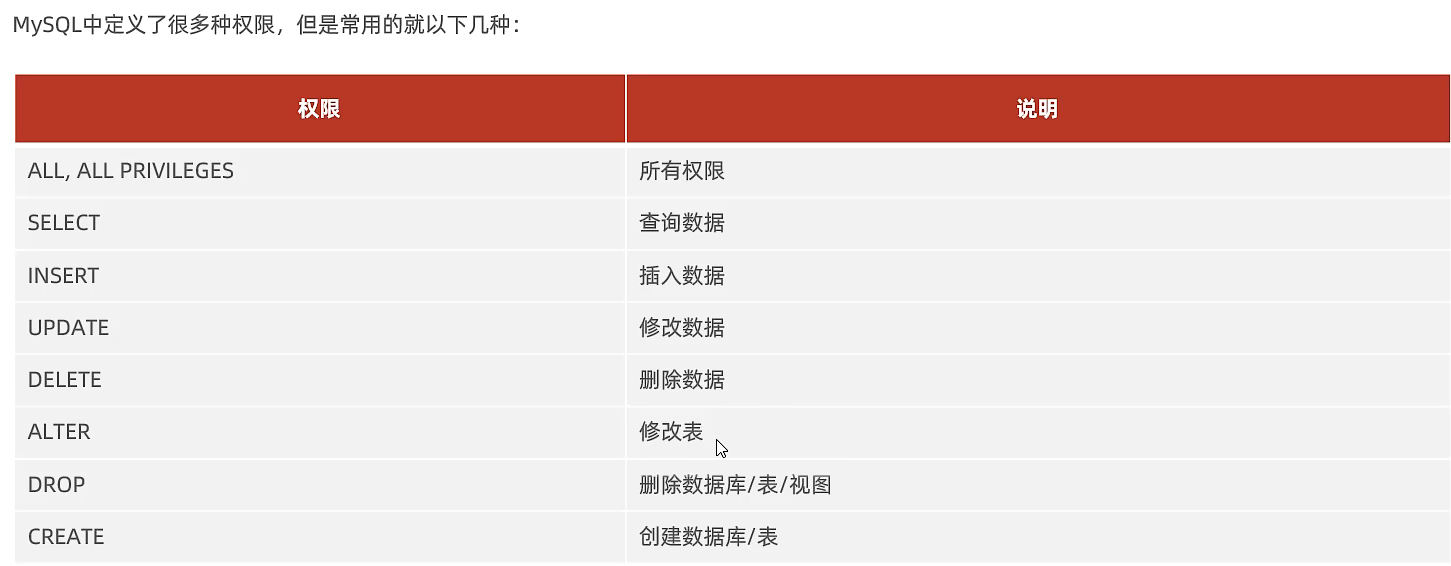 MySQL中定义了很多种权限，但是常用的就以下几种：
权限 说明
ALL, ALL PRIVILEGES 所有权限
SELECT 查询数据
INSERT 插入数据
UPDATE 修改数据
DELETE 删除数据
ALTER 修改表
DROP 删除数据库/表/视图
CREATE 创建数据库/表